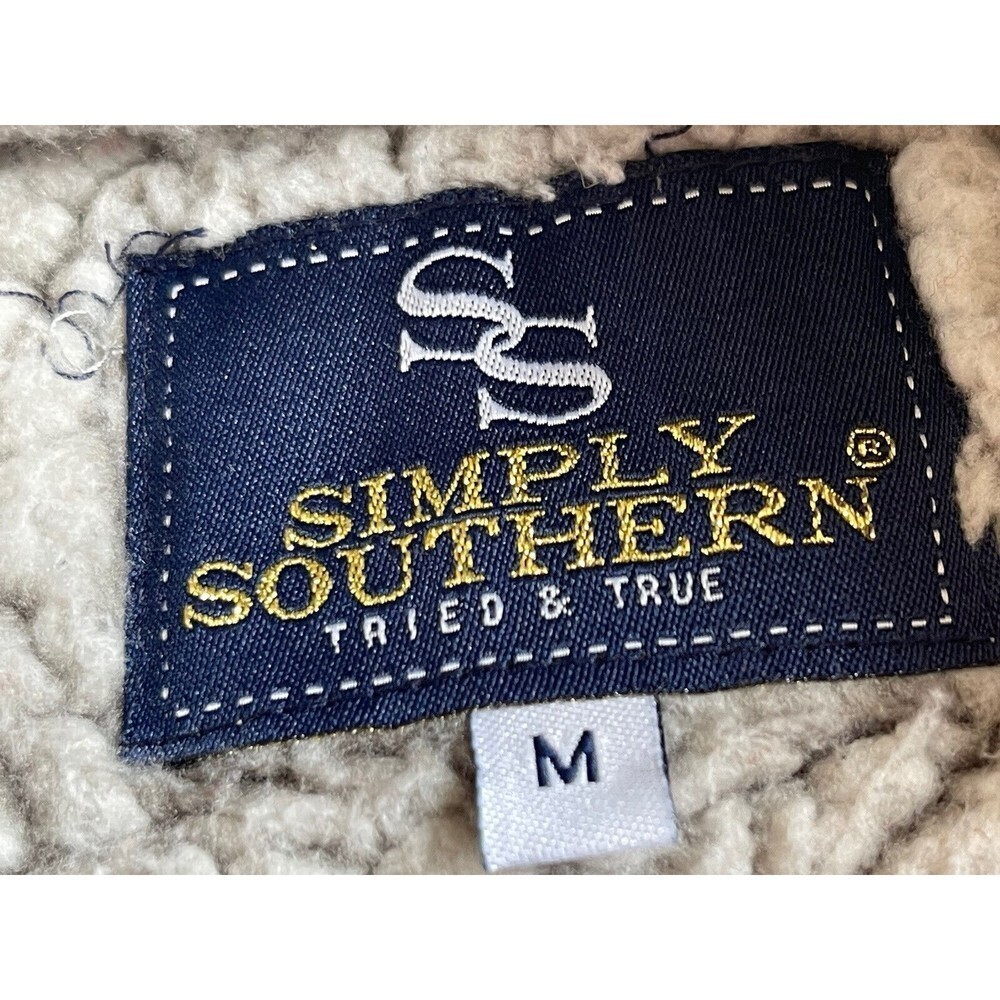 SS
SIMPLY
SOUTHERN®
TRIED & TRUE
M